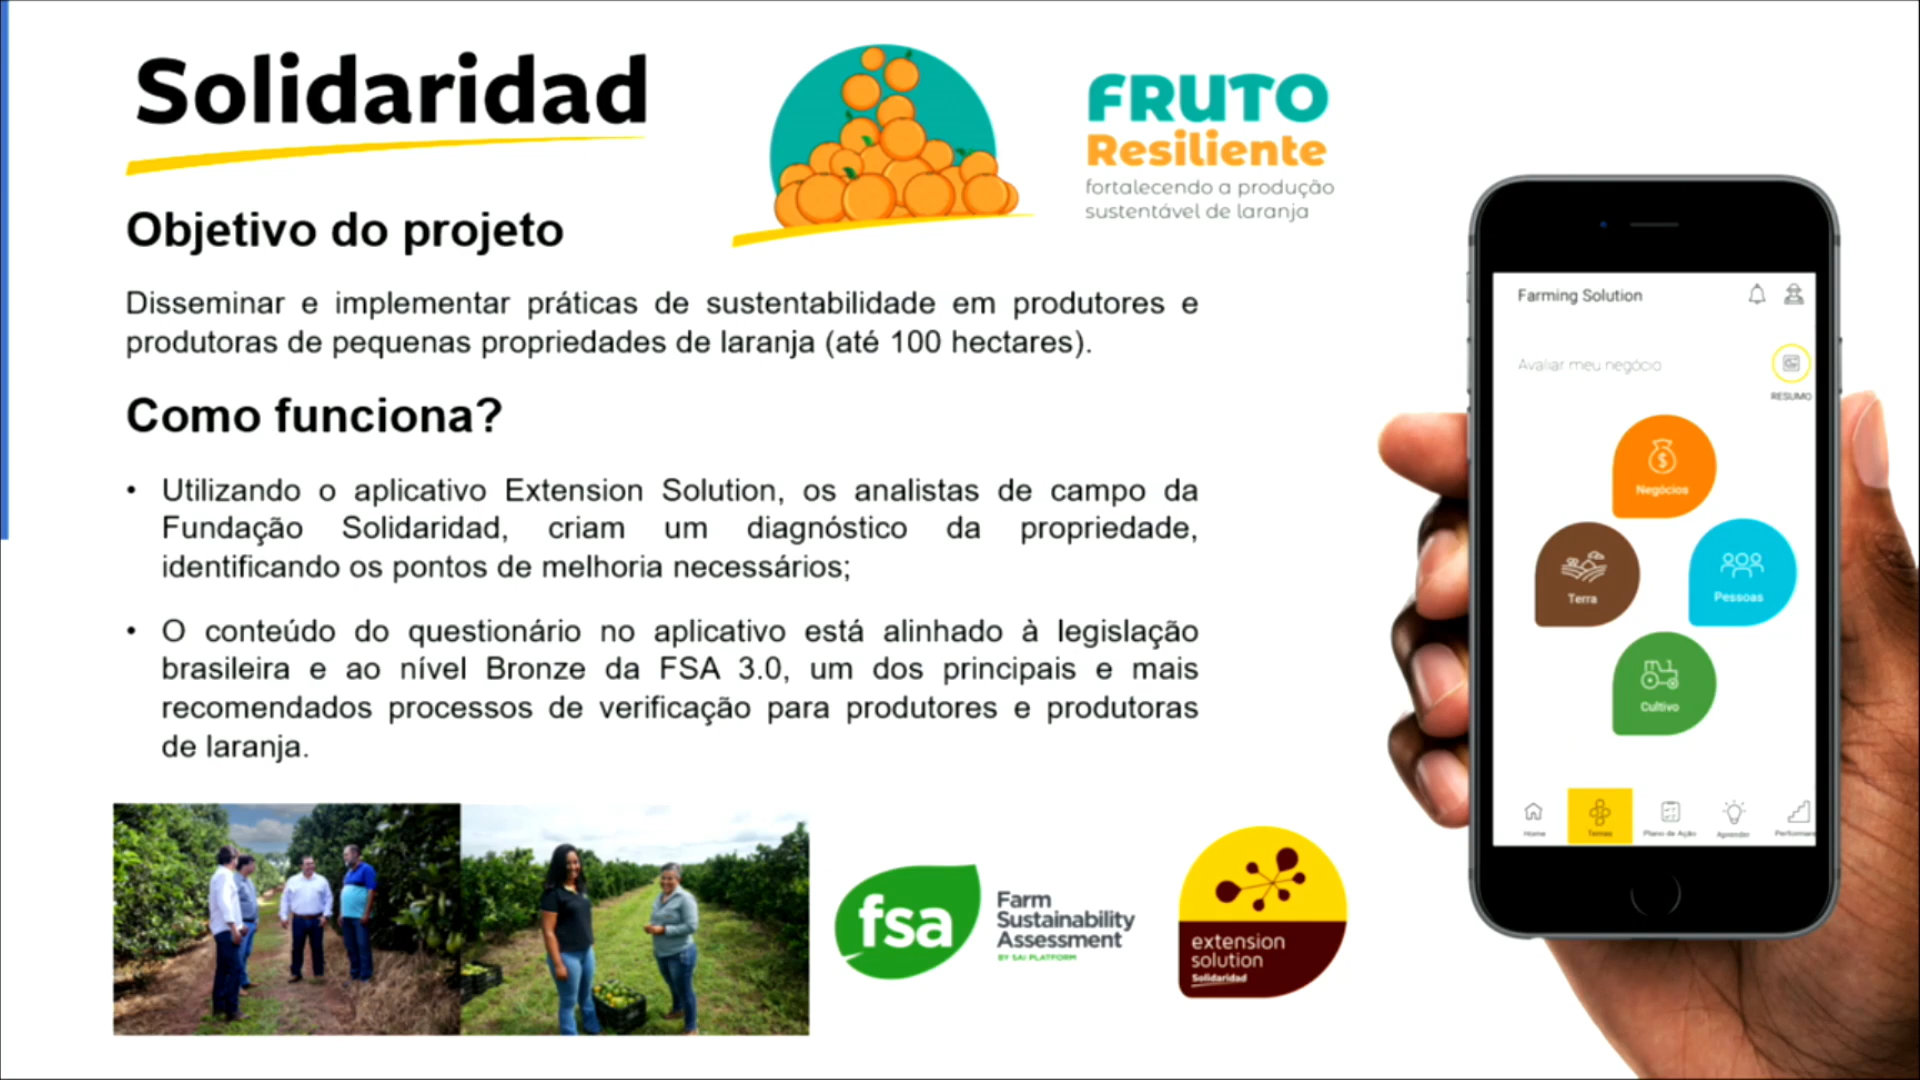 Solidaridad
FRUTO
Resiliente
fortalecendo a produção
sustentável de laranja
Objetivo do projeto
Disseminar e implementar práticas de sustentabilidade em produtores e
produtoras de pequenas propriedades de laranja (até 100 hectares).
Como funciona?
• Utilizando o aplicativo Extension Solution, os analistas de campo da
Fundação Solidaridad, criam um diagnóstico da propriedade,
identificando os pontos de melhoria necessários;
• O conteúdo do questionário no aplicativo está alinhado à legislação
brasileira e ao nível Bronze da FSA 3.0, um dos principais e mais
recomendados processos de verificação para produtores e produtoras
de laranja.
fsa
Farm
Sustainability
Assessment
BY SAI PLATFORM
extension
solution
Solidaridad
Farming Solution
Avaliar meu negócio
RESUMO
Negócios
Terra
Pessoas
Cultivo
Home
Temas
Plano de Ação
Aprender
Performan